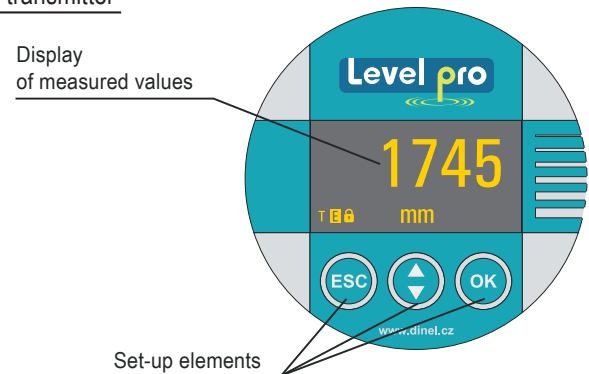 transmitter
Display
of measured values
Level pro
1745
T E
mm
ESC
OK
www.dinel.cz
Set-up elements